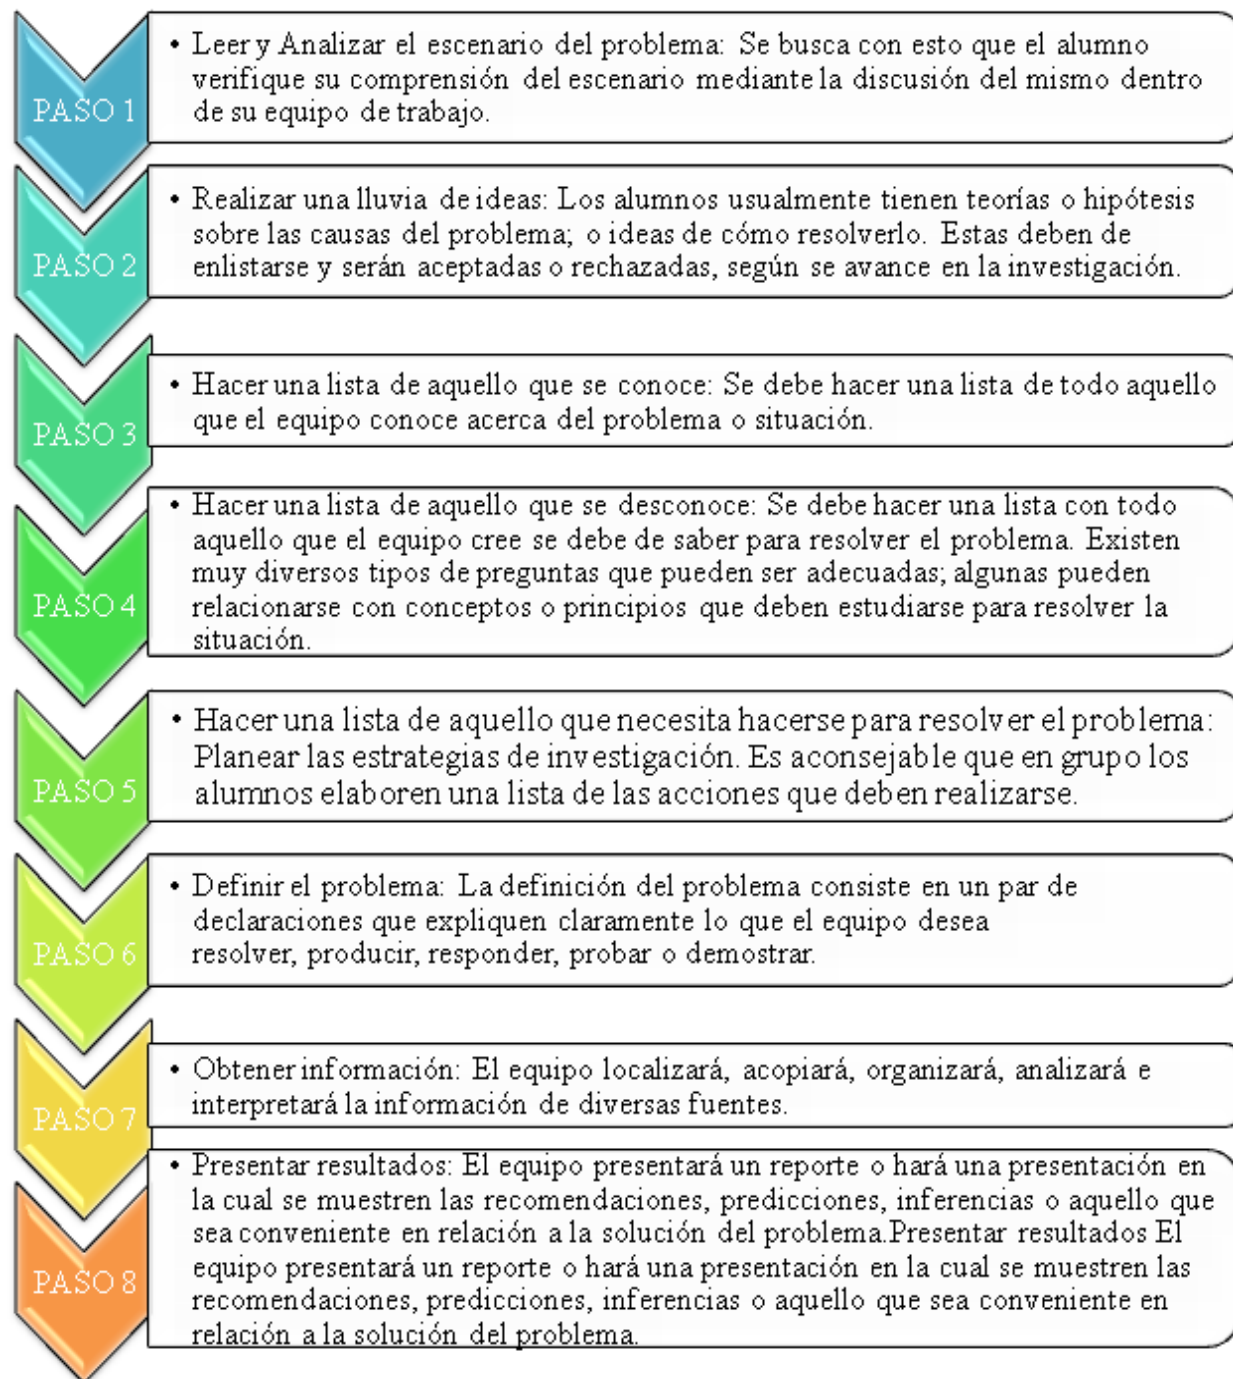 PASO 1
• Leer y Analizar el escenario del problema: Se busca con esto que el alumno
verifique su comprensión del escenario mediante la discusión del mismo dentro
de su equipo de trabajo.
PASO 2
• Realizar una lluvia de ideas: Los alumnos usualmente tienen teorías o hipótesis
sobre las causas del problema; o ideas de cómo resolverlo. Estas deben de
enlistarse y serán aceptadas o rechazadas, según se avance en la investigación.
PASO 3
• Hacer una lista de aquello que se conoce: Se debe hacer una lista de todo aquello
que el equipo conoce acerca del problema o situación.
PASO 4
• Hacer una lista de aquello que se desconoce: Se debe hacer una lista con todo
aquello que el equipo cree se debe de saber para resolver el problema. Existen
muy diversos tipos de preguntas que pueden ser adecuadas; algunas pueden
relacionarse con conceptos o principios que deben estudiarse para resolver la
situación.
PASO 5
• Hacer una lista de aquello que necesita hacerse para resolver el problema:
Planear las estrategias de investigación. Es aconsejable que en grupo los
alumnos elaboren una lista de las acciones que deben realizarse.
PASO 6
• Definir el problema: La definición del problema consiste en un par de
declaraciones que expliquen claramente lo que el equipo desea
resolver, producir, responder, probar o demostrar.
PASO 7
• Obtener información: El equipo localizará, acopiará, organizará, analizará e
interpretará la información de diversas fuentes.
PASO 8
• Presentar resultados: El equipo presentará un reporte o hará una presentación en
la cual se muestren las recomendaciones, predicciones, inferencias o aquello que
sea conveniente en relación a la solución del problema.Presentar resultados El
equipo presentará un reporte o hará una presentación en la cual se muestren las
recomendaciones, predicciones, inferencias o aquello que sea conveniente en
relación a la solución del problema.